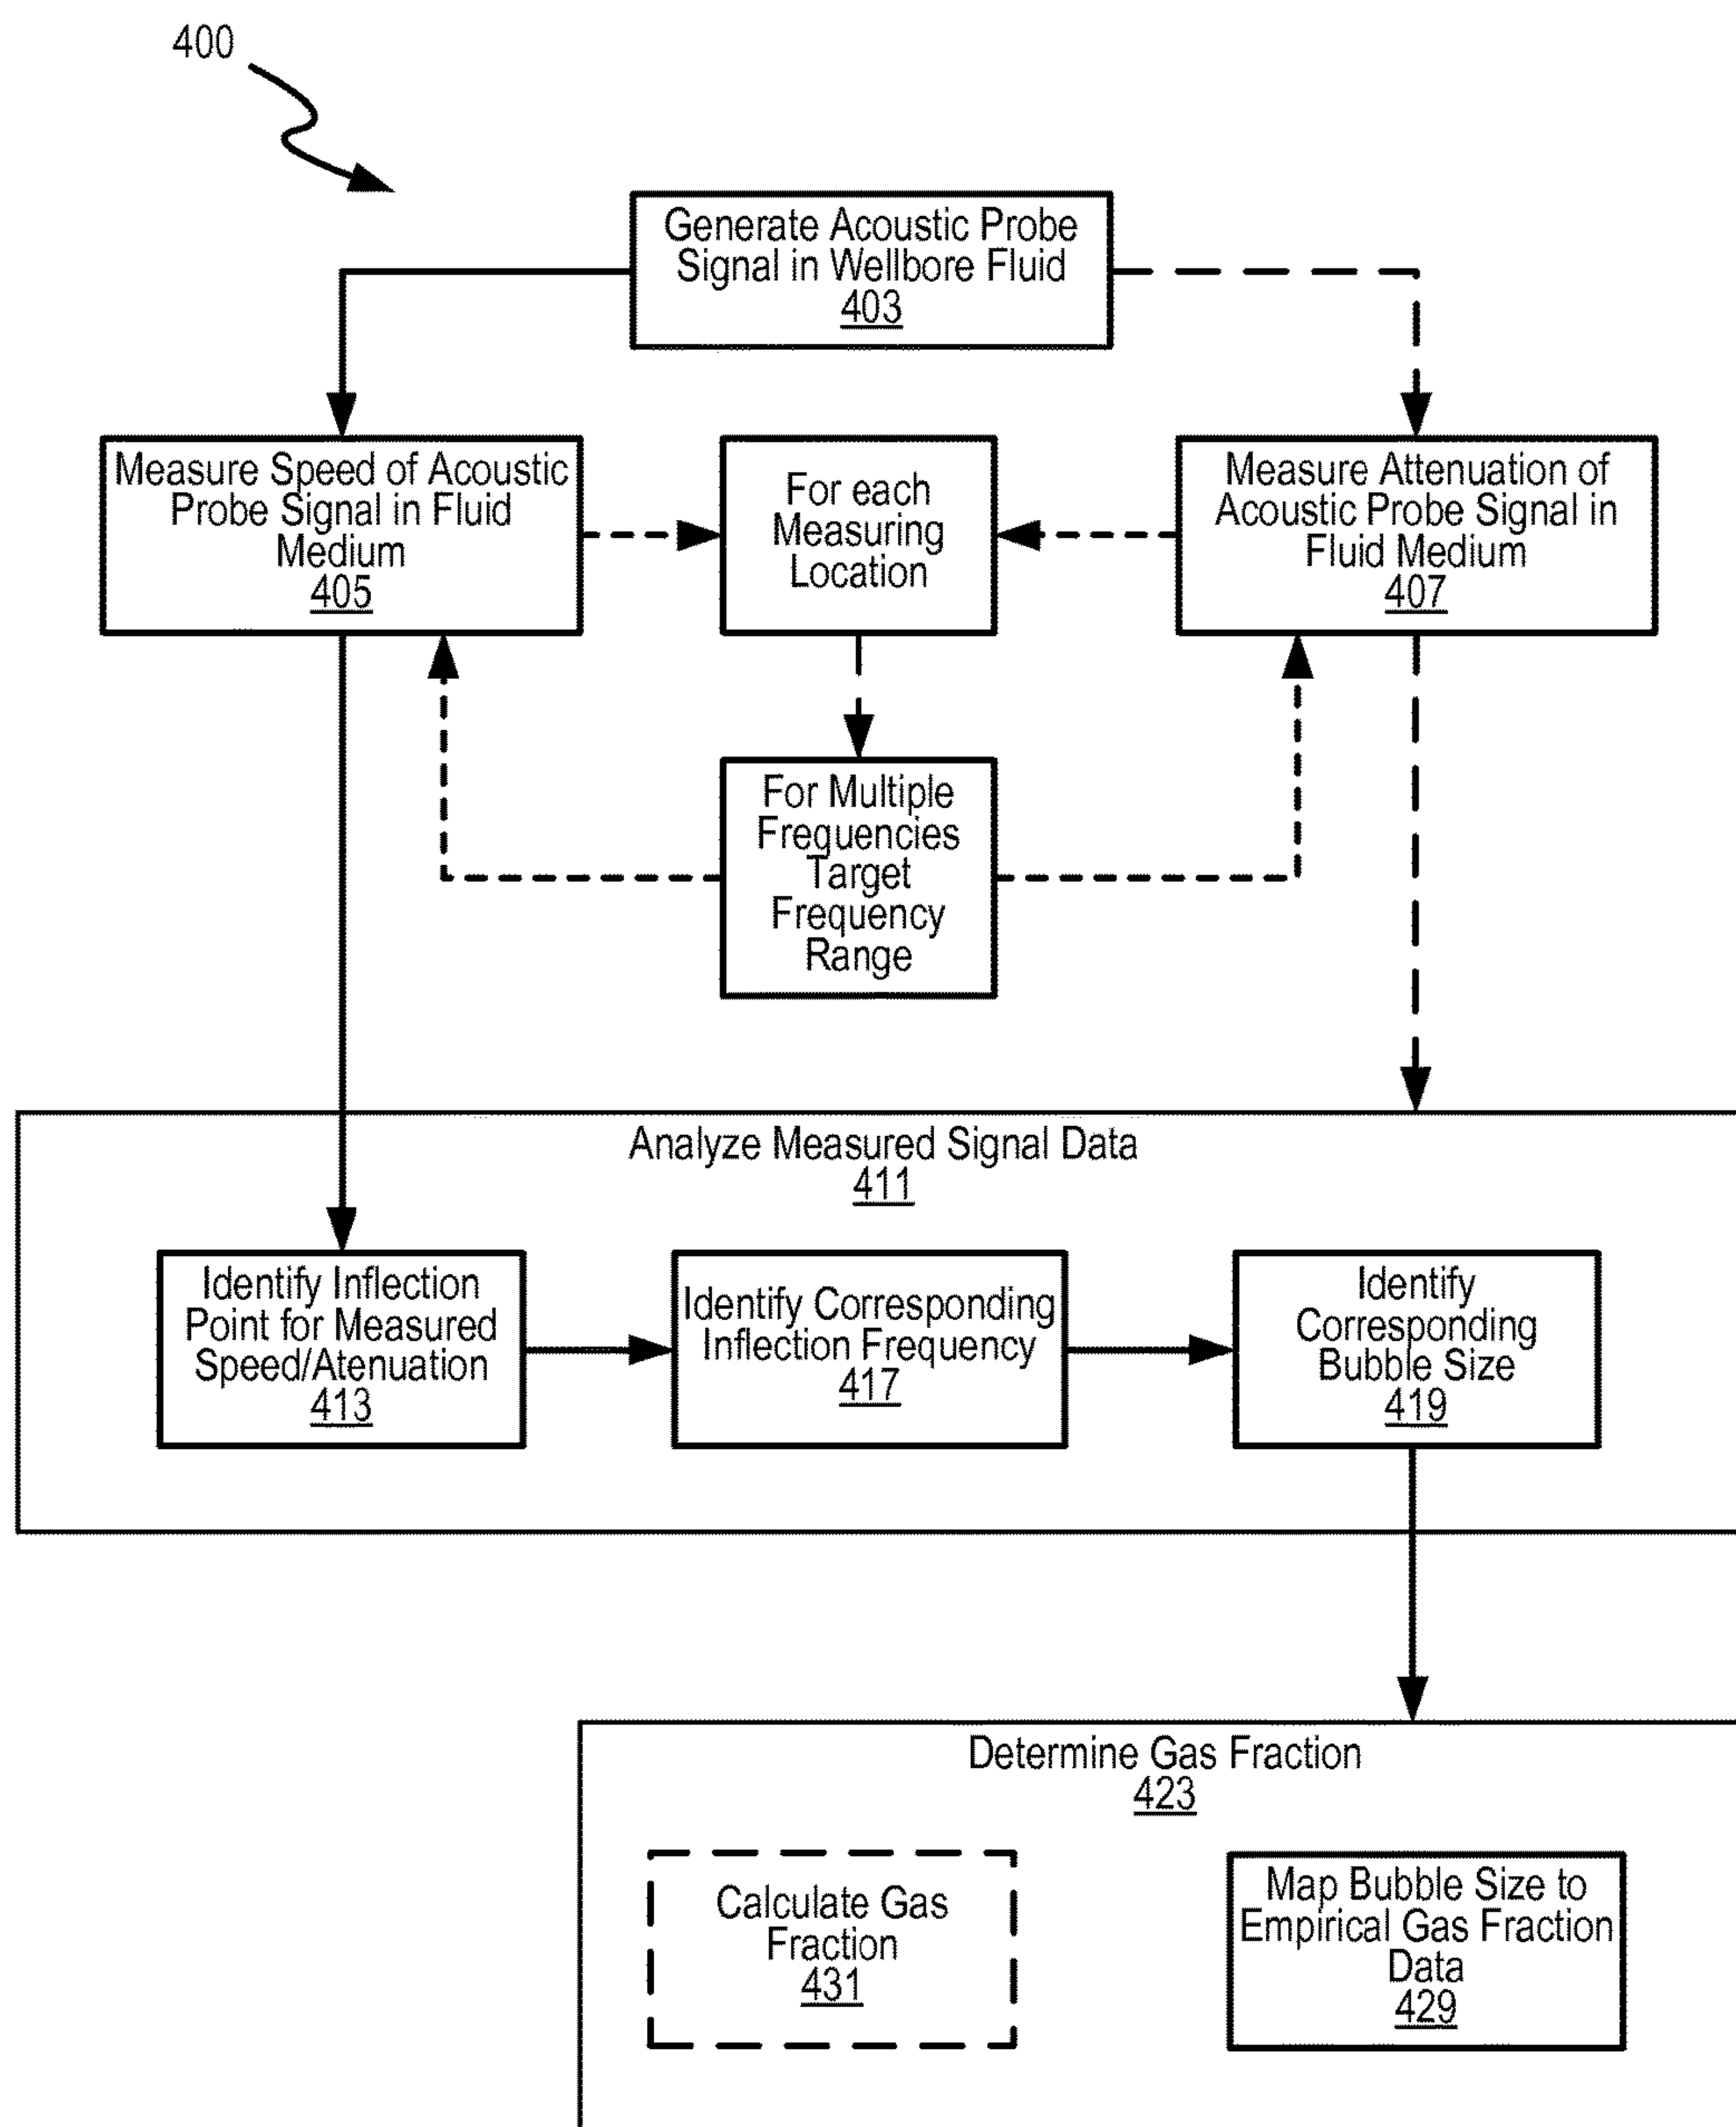 400
Generate Acoustic Probe
Signal in Wellbore Fluid
403
Measure Speed of Acoustic
Probe Signal in Fluid
Medium
405
For each
Measuring
Location
Measure Attenuation of
Acoustic Probe Signal in
Fluid Medium
407
For Multiple
Frequencies
Target
Frequency
Range
Analyze Measured Signal Data
411
Identify Inflection
Point for Measured
Speed/Atenuation
413
Identify Corresponding
Inflection Frequency
417
Identify
Corresponding
Bubble Size
419
Determine Gas Fraction
423
Calculate Gas
Fraction
431
Map Bubble Size to
Empirical Gas Fraction
Data
429